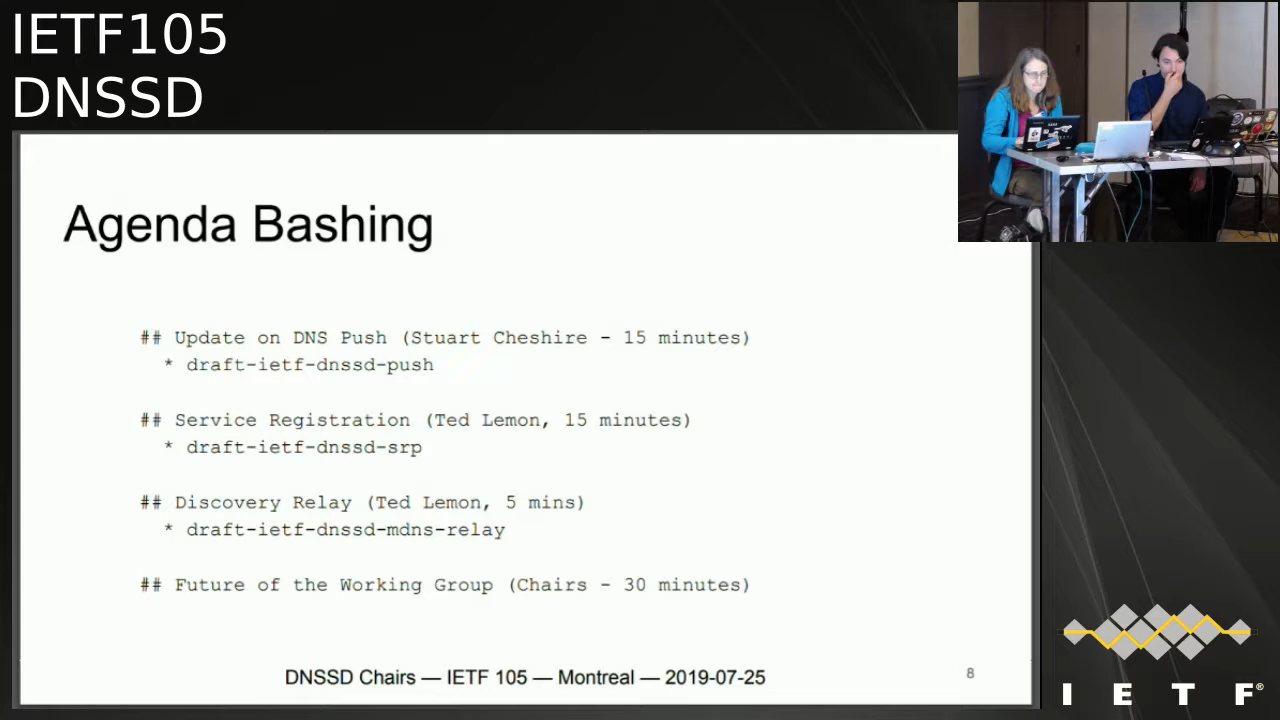 IETF105
DNSSD
Agenda Bashing
## Update on DNS Push (Stuart Cheshire - 15 minutes)
* draft-ietf-dnssd-push
## Service Registration (Ted Lemon, 15 minutes)
* draft-ietf-dnssd-srp
## Discovery Relay (Ted Lemon, 5 mins)
* draft-ietf-dnssd-mdns-relay
## Future of the Working Group (Chairs - 30 minutes)
DNSSD Chairs — IETF 105 — Montreal — 2019-07-25
8
I E T F®